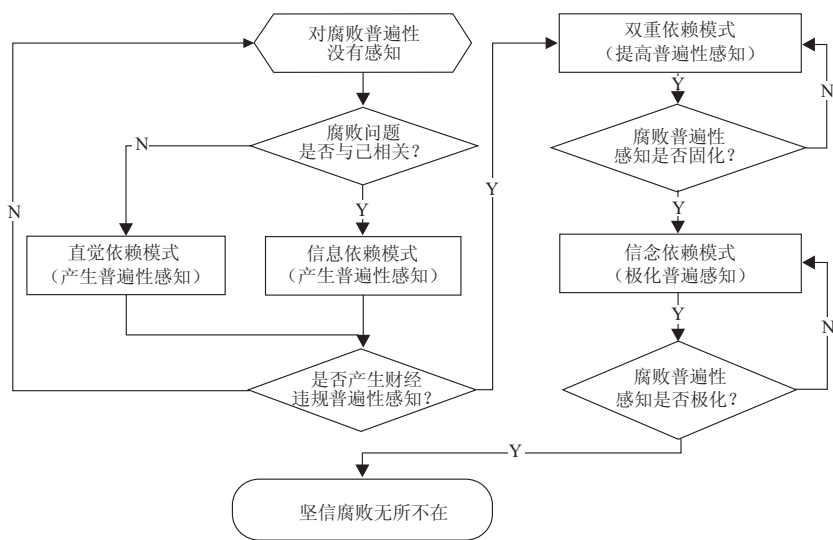 对腐败普遍性
没有感知
腐败问题
是否与己相关？
N
Y
直觉依赖模式
（产生普遍性感知）
信息依赖模式
（产生普遍性感知）
N
是否产生财经
违规普遍性感知？
Y
双重依赖模式
（提高普遍性感知）
Y
N
腐败普遍性
感知是否固化？
Y
信念依赖模式
（极化普遍感知）
Y
N
腐败普遍性
感知是否极化？
Y
坚信腐败无所不在